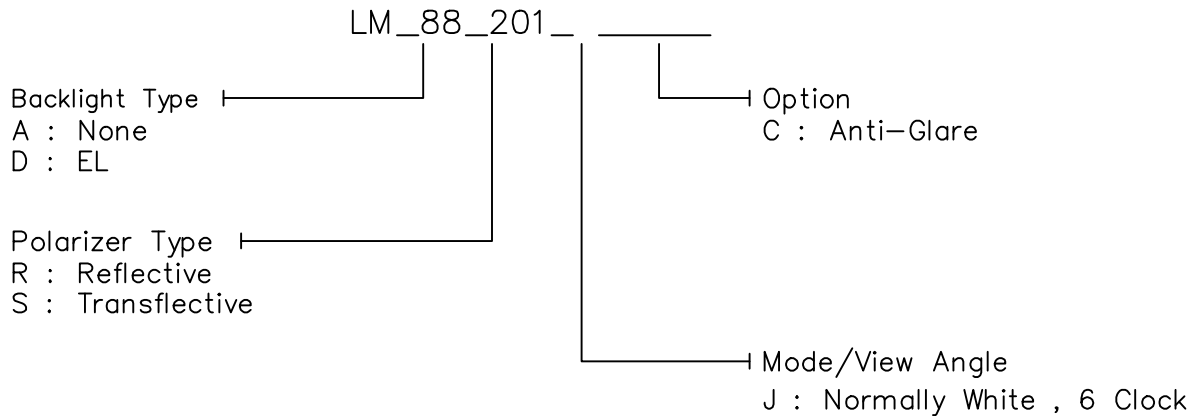 LM_88_201_ _____
Backlight Type
A : None
D : EL
Option
C : Anti-Glare
Polarizer Type
R : Reflective
S : Transflective
Mode/View Angle
J : Normally White , 6 Clock